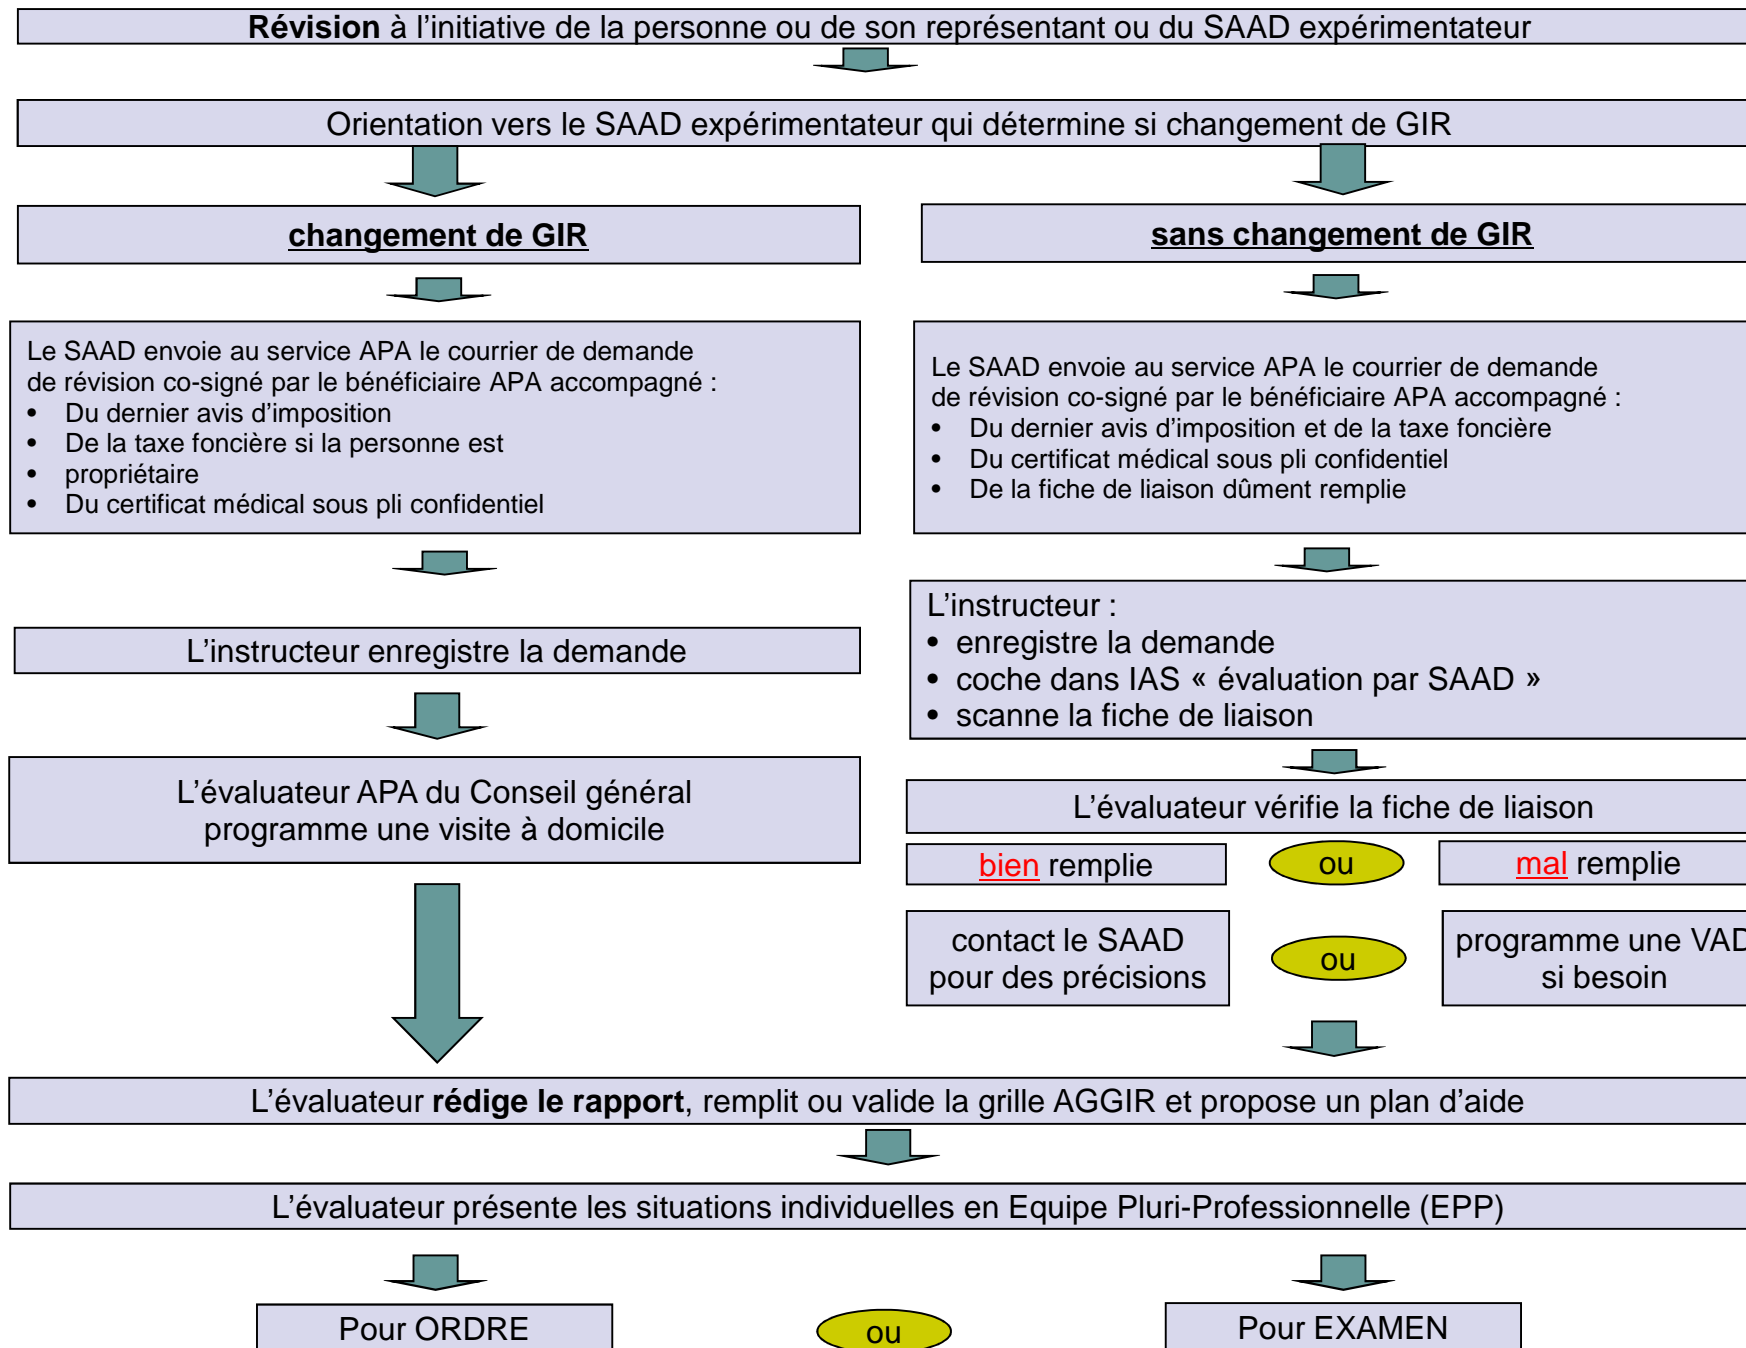 Révision à l'initiative de la personne ou de son représentant ou du SAAD expérimentateur
Orientation vers le SAAD expérimentateur qui détermine si changement de GIR
changement de GIR
Le SAAD envoie au service APA le courrier de demande
de révision co-signé par le bénéficiaire APA accompagné :
• Du dernier avis d'imposition
• De la taxe foncière si la personne est
• propriétaire
• Du certificat médical sous pli confidentiel
L'instructeur enregistre la demande
L'évaluateur APA du Conseil général
programme une visite à domicile
sans changement de GIR
Le SAAD envoie au service APA le courrier de demande
de révision co-signé par le bénéficiaire APA accompagné :
• Du dernier avis d'imposition et de la taxe foncière
• Du certificat médical sous pli confidentiel
• De la fiche de liaison dûment remplie
L'instructeur :
• enregistre la demande
• coche dans IAS « évaluation par SAAD »
• scanne la fiche de liaison
L'évaluateur vérifie la fiche de liaison
bien remplie
ou
mal remplie
contact le SAAD
pour des précisions
ou
programme une VAD
si besoin
L'évaluateur rédige le rapport, remplit ou valide la grille AGGIR et propose un plan d'aide
L'évaluateur présente les situations individuelles en Equipe Pluri-Professionnelle (EPP)
Pour ORDRE
ou
Pour EXAMEN